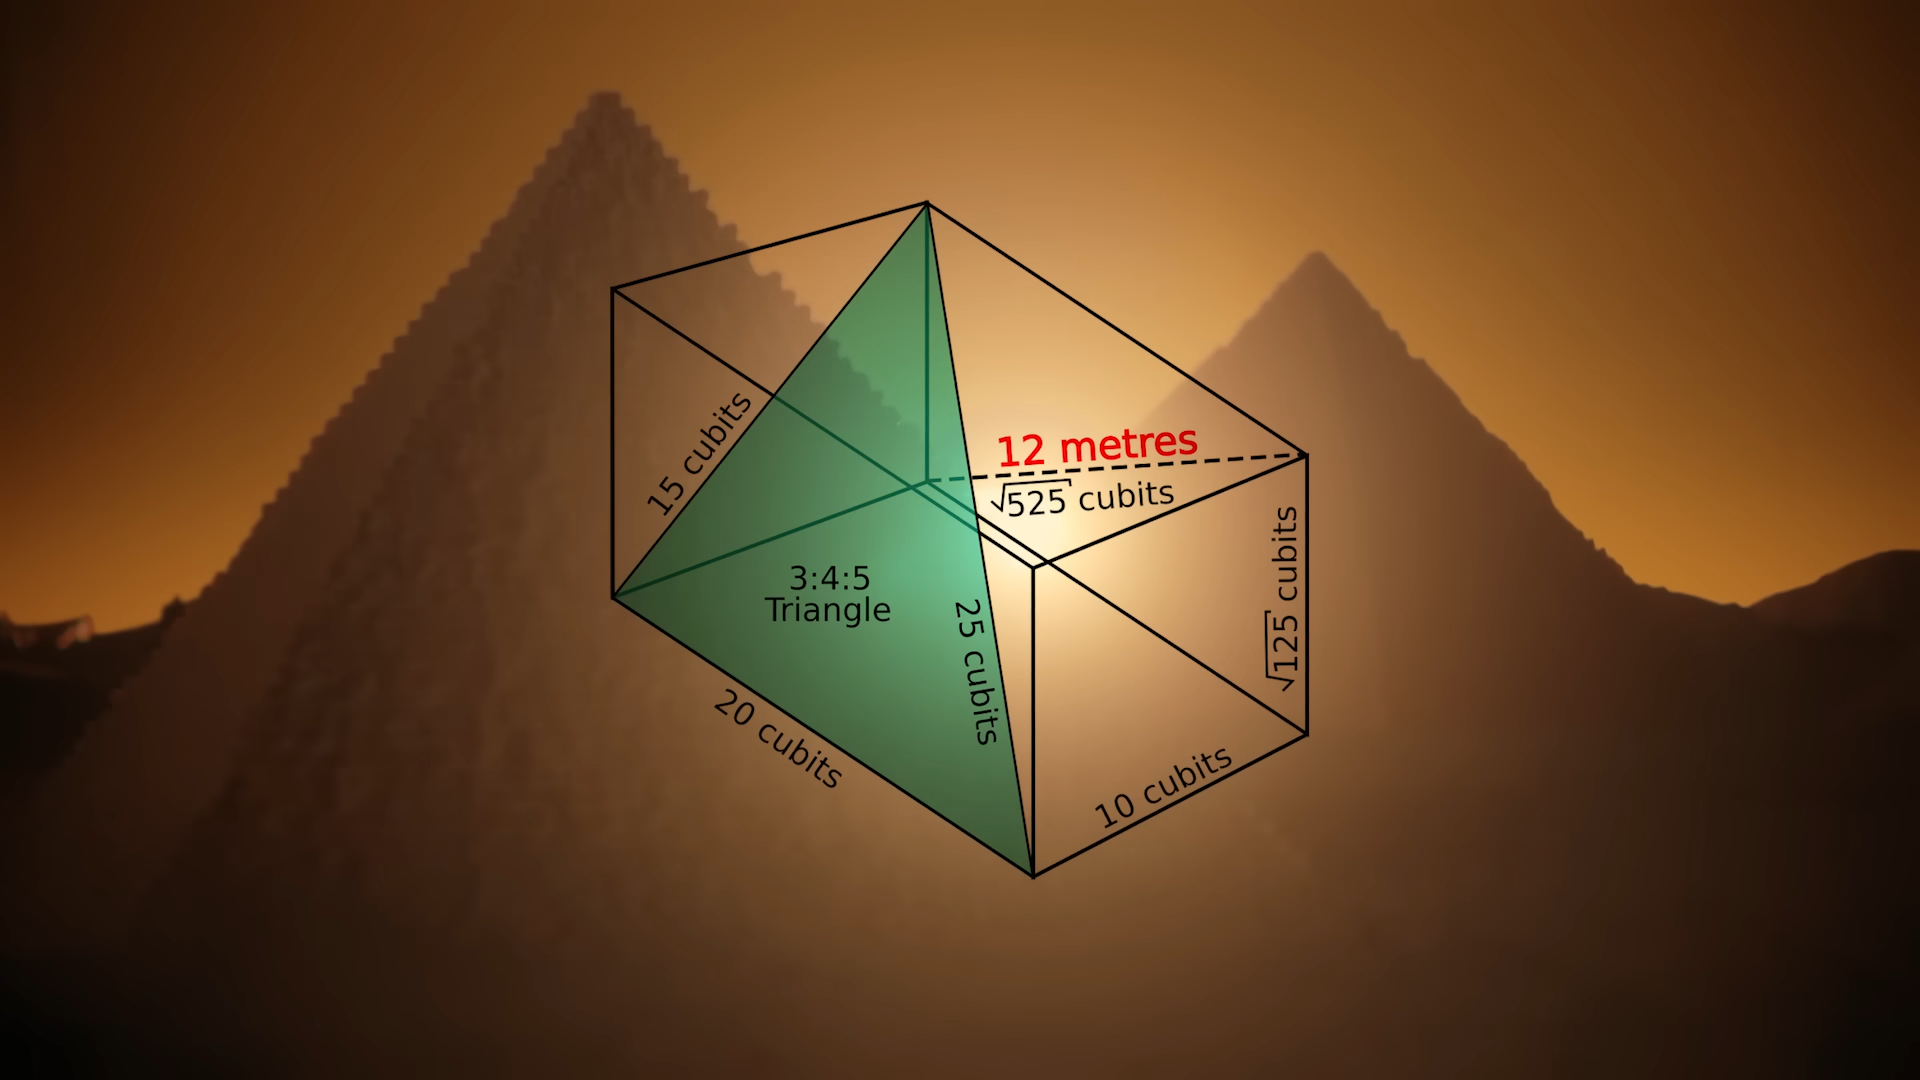 12 metres
√525 cubits
15 cubits
3:4:5
Triangle
25 cubits
√125 cubits
20 cubits
10 cubits